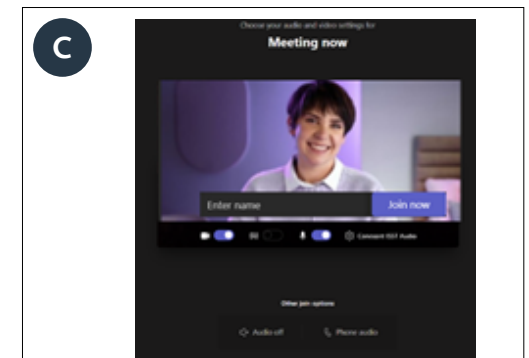 C
Choose your audio and video settings for
Meeting now
Enter name
Join now
Audio
Other join options
Audio off
Phone audio